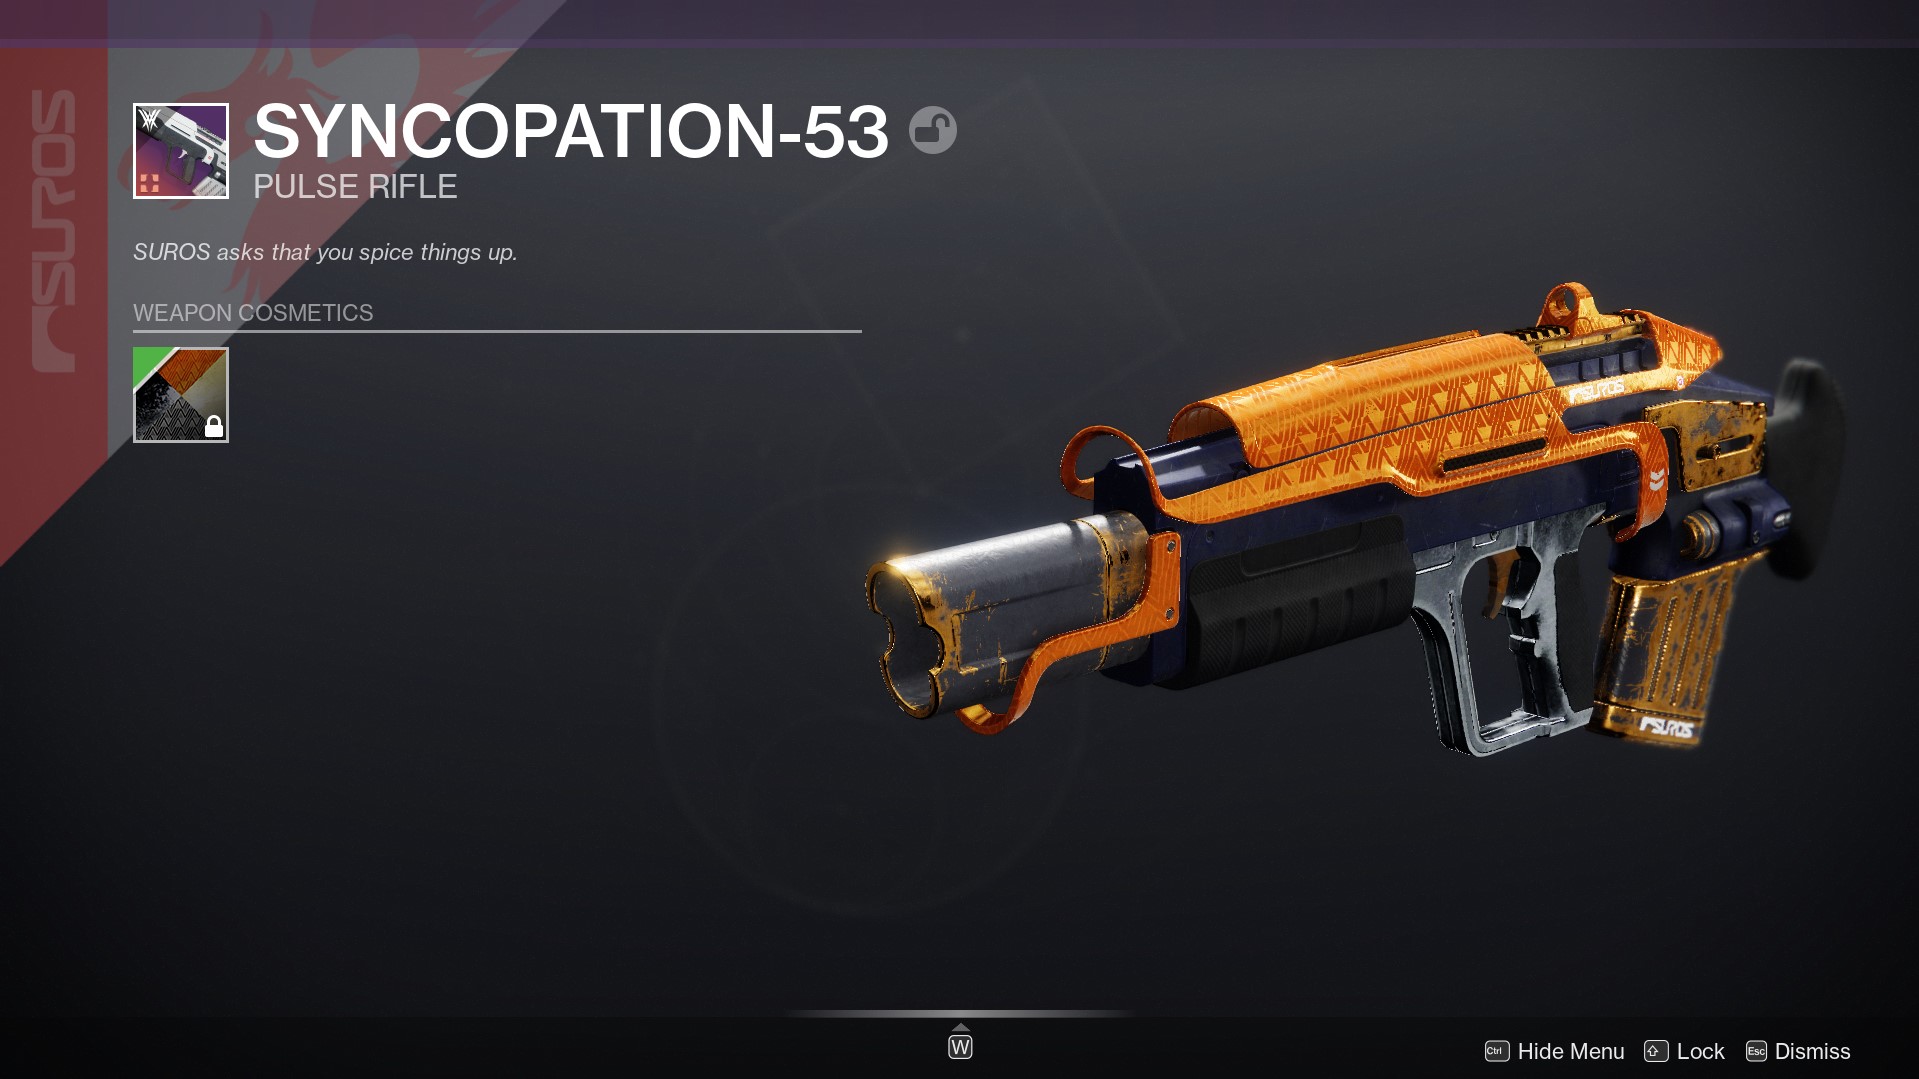 SUROS
SYNCOPATION-53
PULSE RIFLE
SUROS asks that you spice things up.
WEAPON COSMETICS
SUROS
SUROS
W
Ctrl Hide Menu Lock Esc Dismiss